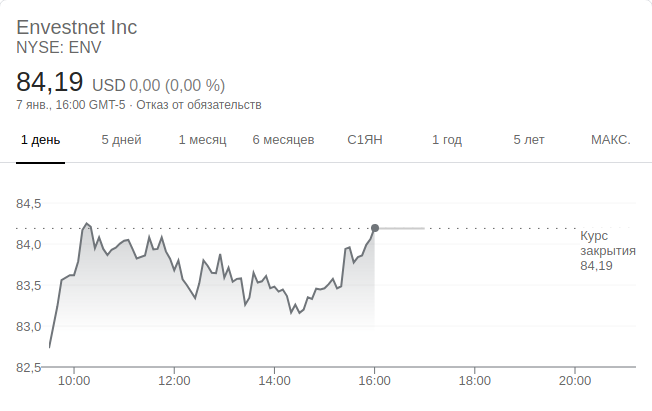 Envestnet Inc
NYSE: ENV
84,19 USD 0,00 (0,00 %)
7 янв., 16:00 GMT-5 · Отказ от обязательств
1 день 5 дней 1 месяц 6 месяцев С1ЯН 1 год 5 лет МАКС.
84,5
84,0
83,5
83,0
82,5
Курс
закрытия
84,19
10:00 12:00 14:00 16:00 18:00 20:00